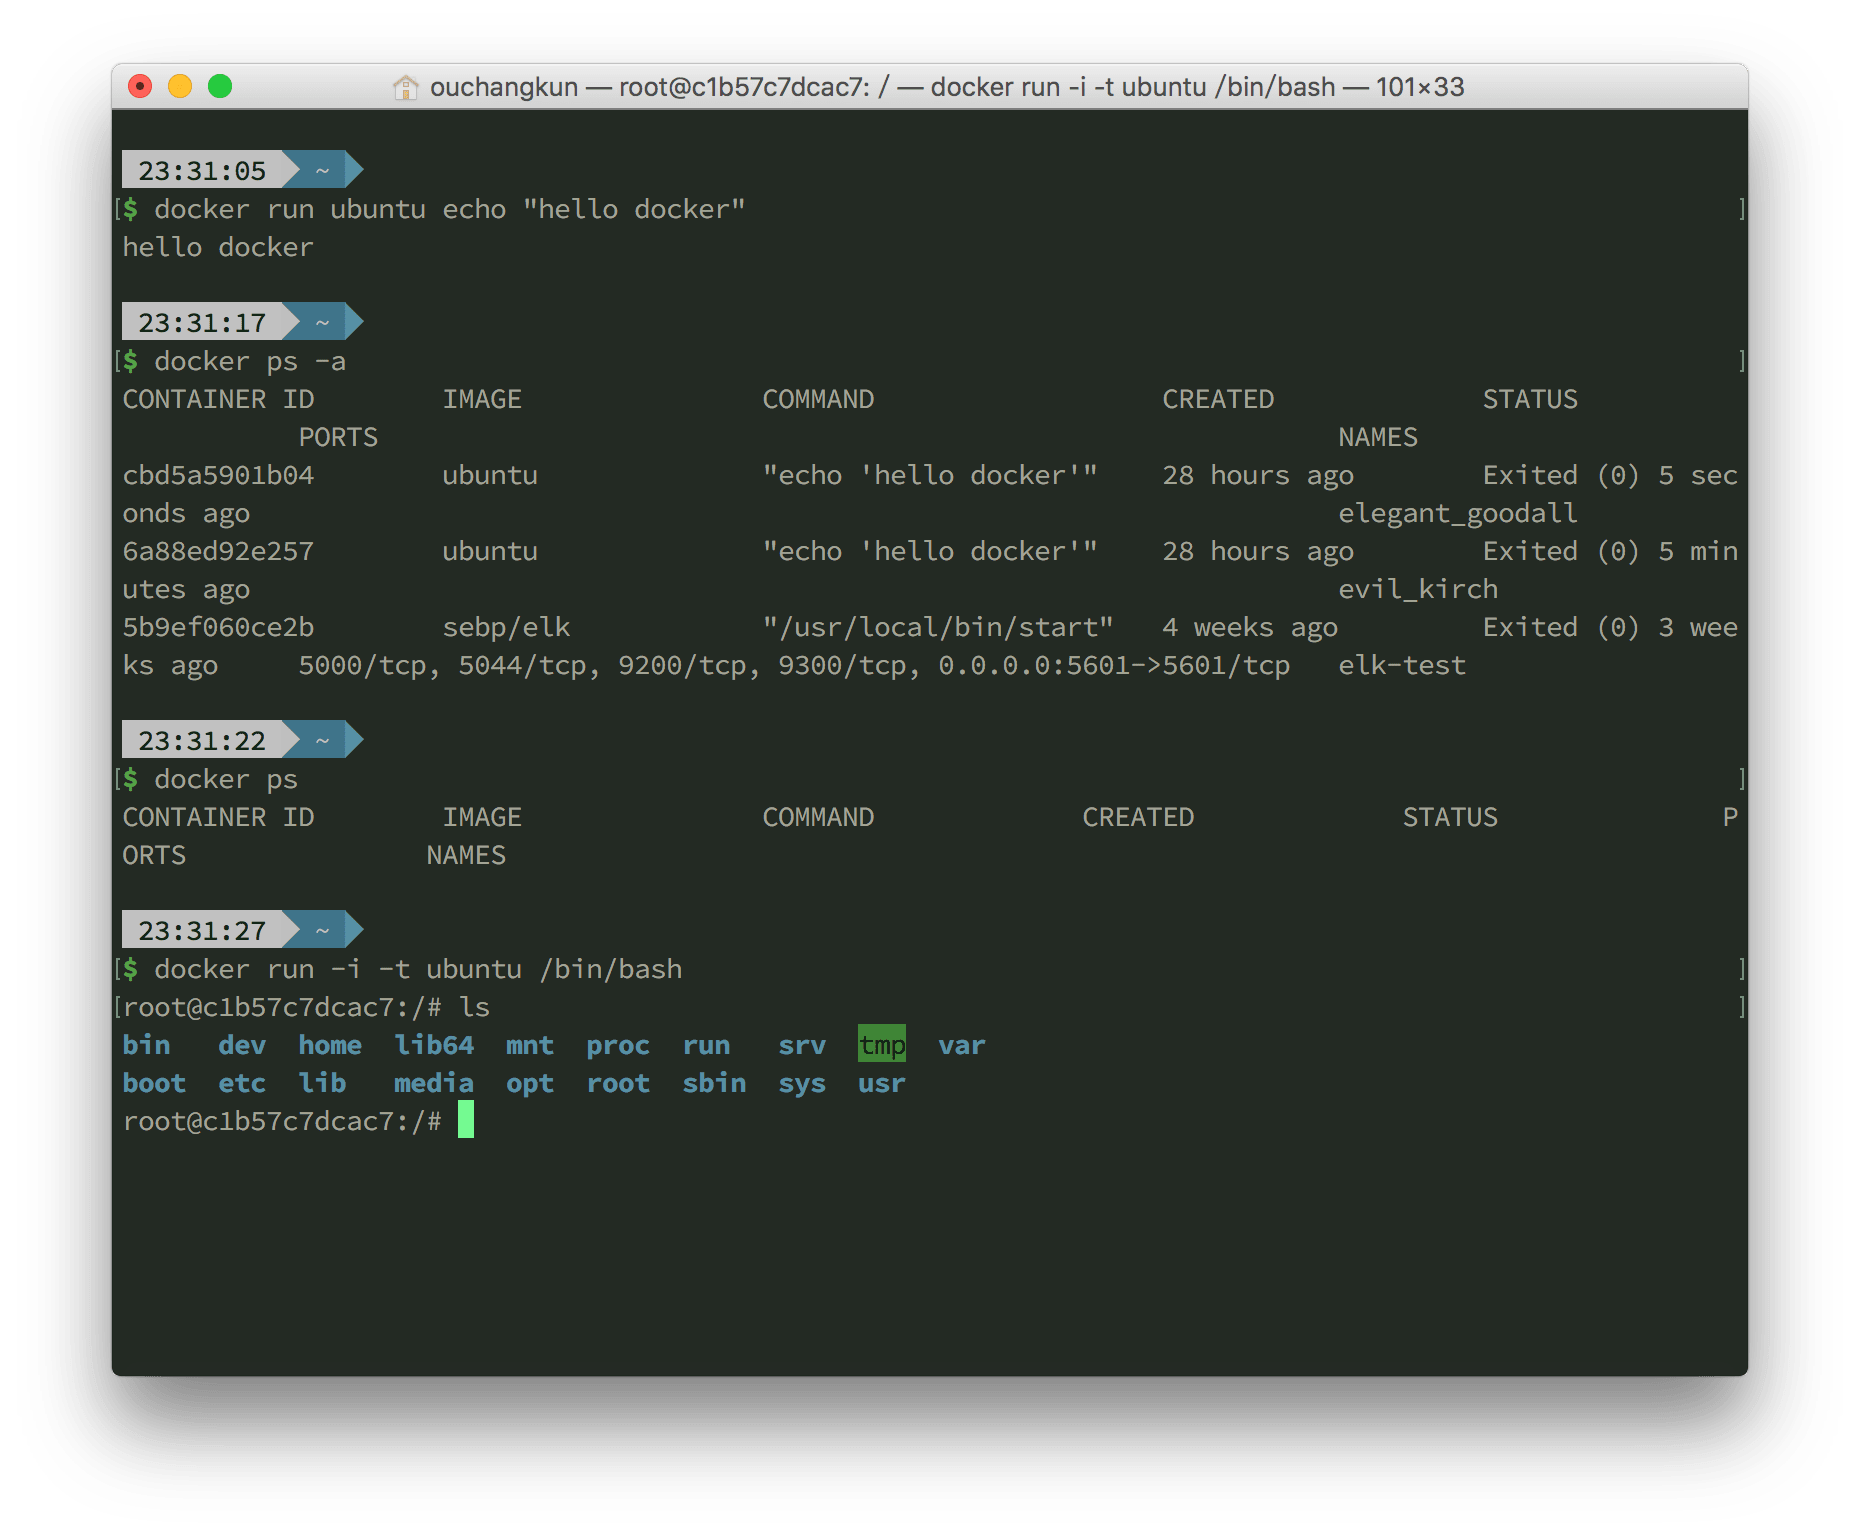 ouchangkun — root@c1b57c7dcac7: / — docker run -i -t ubuntu /bin/bash — 101×33
23:31:05 ~
[$ docker run ubuntu echo "hello docker" ]
hello docker
23:31:17 ~
[$ docker ps -a ]
CONTAINER ID        IMAGE               COMMAND                  CREATED             STATUS
           PORTS                                                            NAMES
cbd5a5901b04        ubuntu              "echo 'hello docker'"    28 hours ago        Exited (0) 5 sec
onds ago                                                                    elegant_goodall
6a88ed92e257        ubuntu              "echo 'hello docker'"    28 hours ago        Exited (0) 5 min
utes ago                                                                    evil_kirch
5b9ef060ce2b        sebp/elk            "/usr/local/bin/start"   4 weeks ago         Exited (0) 3 wee
ks ago     5000/tcp, 5044/tcp, 9200/tcp, 9300/tcp, 0.0.0.0:5601->5601/tcp   elk-test
23:31:22 ~
[$ docker ps ]
CONTAINER ID        IMAGE               COMMAND             CREATED             STATUS              P
ORTS               NAMES
23:31:27 ~
[$ docker run -i -t ubuntu /bin/bash ]
[root@c1b57c7dcac7:/# ls ]
bin   dev  home  lib64  mnt  proc  run   srv  tmp  var
boot  etc  lib   media  opt  root  sbin  sys  usr
root@c1b57c7dcac7:/#